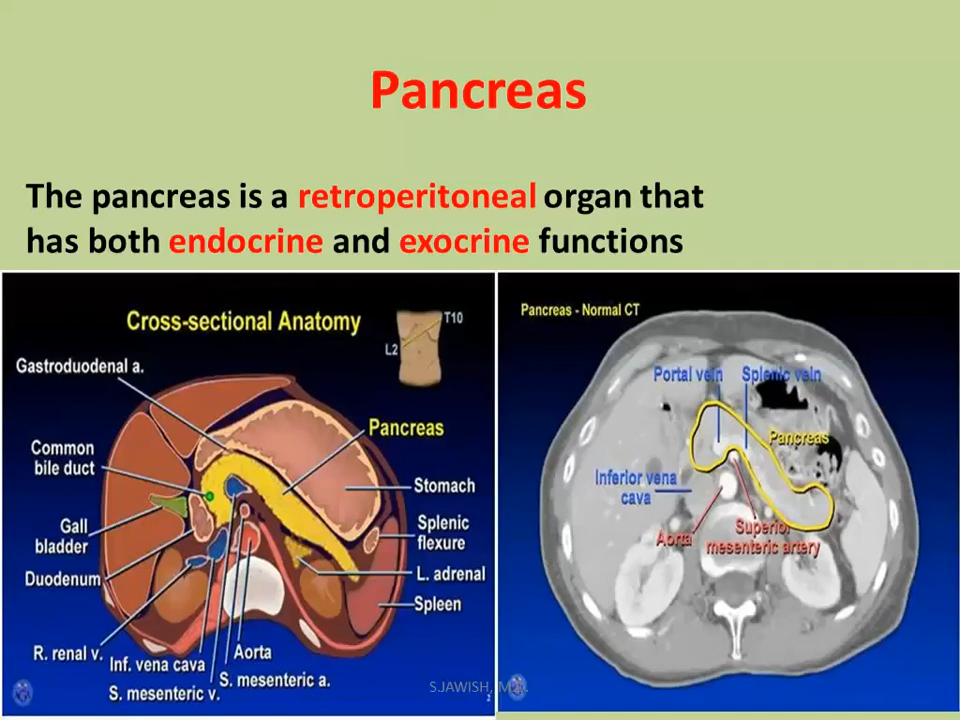 Pancreas
The pancreas is a retroperitoneal organ that
has both endocrine and exocrine functions
Cross-sectional Anatomy
T10
L2
Gastroduodenal a.
Pancreas
Common
bile duct
Stomach
Splenic
flexure
Gall
bladder
Duodenum
L. adrenal
Spleen
R. renal v.
Inf. vena cava
Aorta
S. mesenteric v.
S. mesenteric a.
Pancreas - Normal CT
Portal vein
Splenic vein
Pancreas
Inferior vena
cava
Aorta
Superior
mesenteric artery
S.JAWISH, M.D.
2